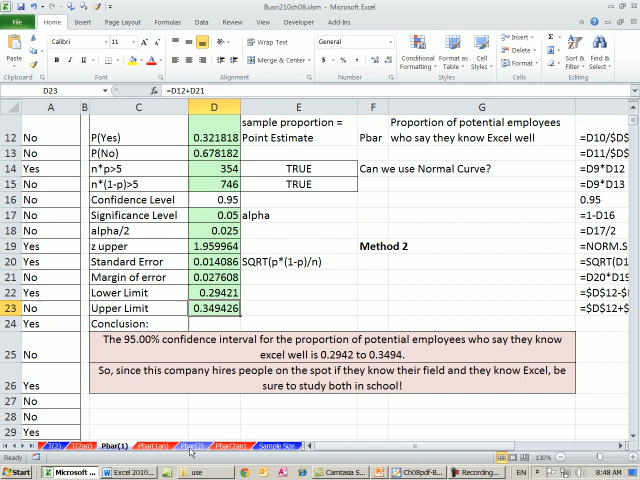 Busn210ch08.xlsm - Microsoft Excel
File Home Insert Page Layout Formulas Data Review View Developer Add-Ins
Calibri 11 Wrap Text General Insert
Paste Merge & Center Conditional Formatting Format as Table Cell Styles Delete Format Sort & Filter Find & Select
Clipboard Font Alignment Number Styles Cells Editing
D23 =D12+D21
A B C D E F G
sample proportion = Proportion of potential employees
12 No P(Yes) 0.321818 Point Estimate Pbar who say they know Excel well =D10/$D
13 No P(No) 0.678182 =D11/$D
14 Yes n*p>5 354 TRUE Can we use Normal Curve? =D9*D12
15 No n*(1-p)>5 746 TRUE =D9*D13
16 No Confidence Level 0.95 0.95
17 No Significance Level 0.05 alpha =1-D16
18 No alpha/2 0.025 =D17/2
19 Yes z upper 1.959964 Method 2 =NORM.S
20 Yes Standard Error 0.014086 SQRT(p*(1-p)/n) =SQRT(D1
21 No Margin of error 0.027608 =D20*D19
22 Yes Lower Limit 0.29421 =$D$12-$
23 No Upper Limit 0.349426 =$D$12+$
24 Yes Conclusion:
25 No The 95.00% confidence interval for the proportion of potential employees who say they know
excel well is 0.2942 to 0.3494.
26 Yes So, since this company hires people on the spot if they know their field and they know Excel, be
sure to study both in school!
27 No
28 No
29 Yes
T(2) T(2an) Pbar(1) Pbar(1an) Pbar(2) Pbar(2an) Sample Size
Ready 130%
Start Microsoft ... Excel 2010... use Camtasia S... Ch08pdf-B... Recording... EN 8:48 AM